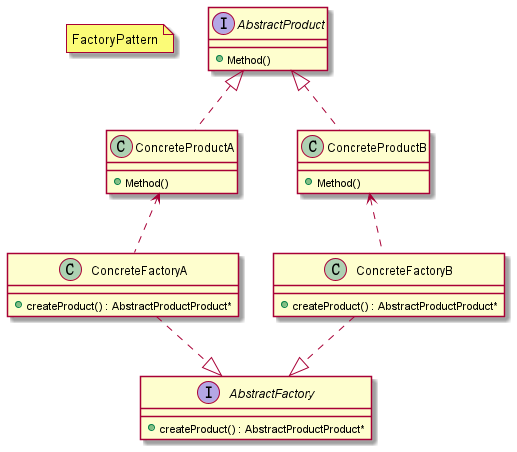 FactoryPattern
I AbstractProduct
Method()
C ConcreteProductA
Method()
C ConcreteProductB
Method()
C ConcreteFactoryA
createProduct() : AbstractProductProduct*
C ConcreteFactoryB
createProduct() : AbstractProductProduct*
I AbstractFactory
createProduct() : AbstractProductProduct*